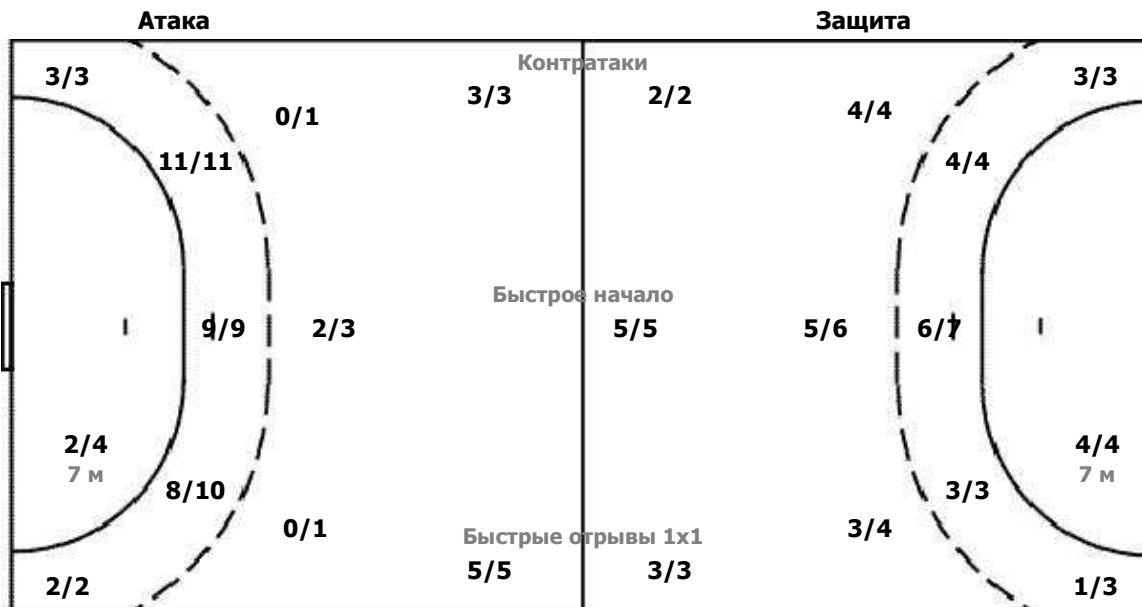 Атака Защита
3/3 Контратаки 3/3
3/3 2/2
0/1 4/4
11/11 4/4
Быстрое начало
9/9 2/3 5/5 5/6 6/7
2/4 4/4
7 м 7 м
8/10 3/3
0/1 Быстрые отрывы 1x1 3/4
5/5 3/3
2/2 1/3